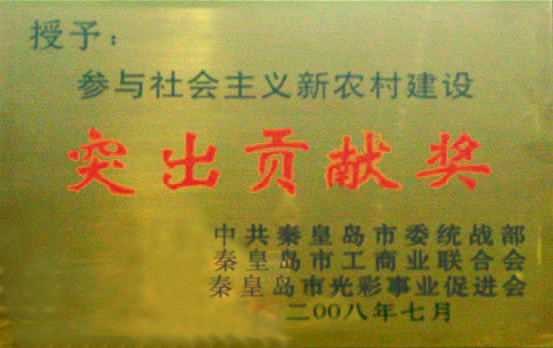 授予：
参与社会主义新农村建设
突出贡献奖
中共秦皇岛市委统战部
秦皇岛市工商业联合会
秦皇岛市光彩事业促进会
二00八年七月